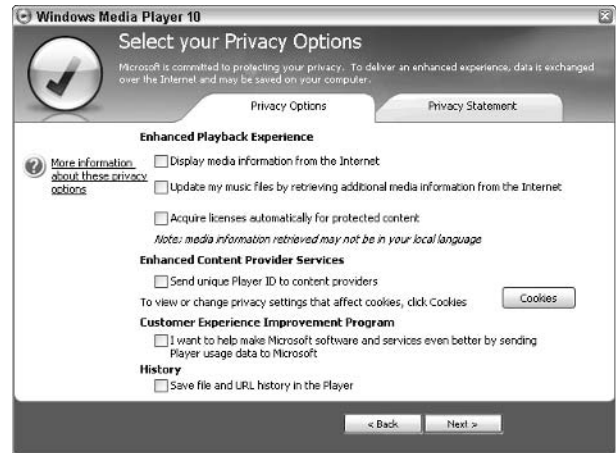 Windows Media Player 10
Select your Privacy Options
Microsoft is committed to protecting your privacy. To deliver an enhanced experience, data is exchanged
over the Internet and may be saved on your computer.
Privacy Options
Privacy Statement
Enhanced Playback Experience
More information
about these privacy
options
Display media information from the Internet
Update my music files by retrieving additional media information from the Internet
Acquire licenses automatically for protected content
Note: media information retrieved may not be in your local language
Enhanced Content Provider Services
Send unique Player ID to content providers
To view or change privacy settings that affect cookies, click Cookies
Cookies
Customer Experience Improvement Program
I want to help make Microsoft software and services even better by sending
Player usage data to Microsoft
History
Save file and URL history in the Player
< Back
Next >